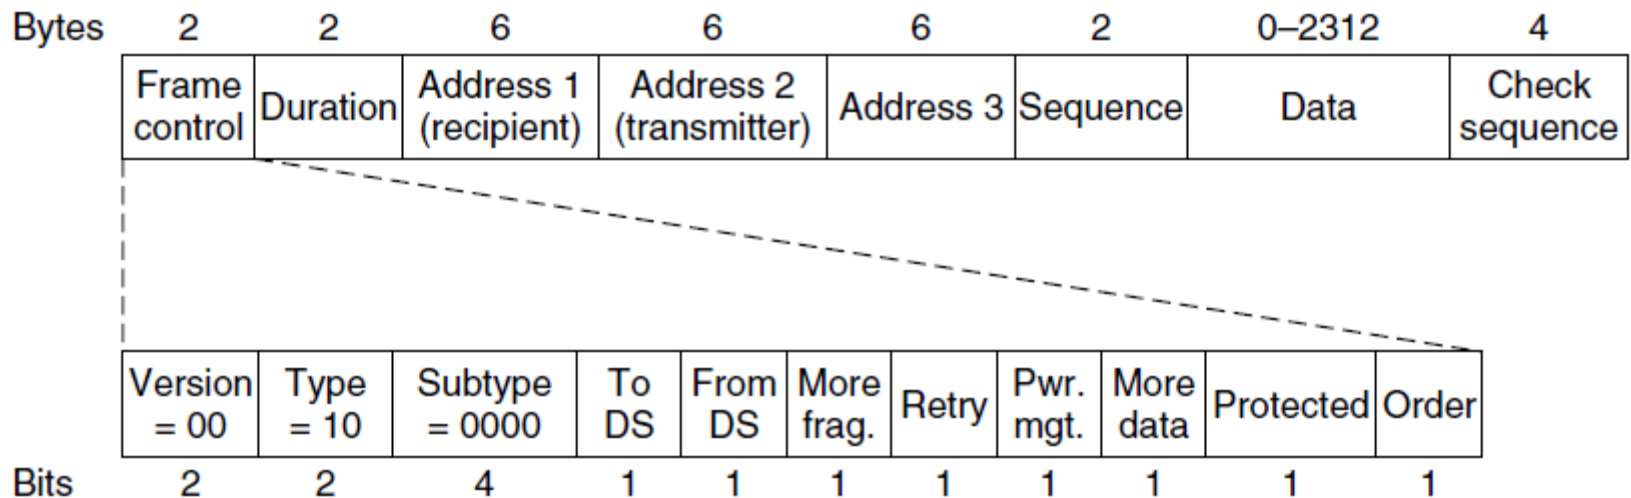 Bytes 2 2 6 6 6 2 0–2312 4
Frame control
Duration
Address 1 (recipient)
Address 2 (transmitter)
Address 3
Sequence
Data
Check sequence
Version = 00
Type = 10
Subtype = 0000
To DS
From DS
More frag.
Retry
Pwr. mgt.
More data
Protected
Order
Bits 2 2 4 1 1 1 1 1 1 1 1